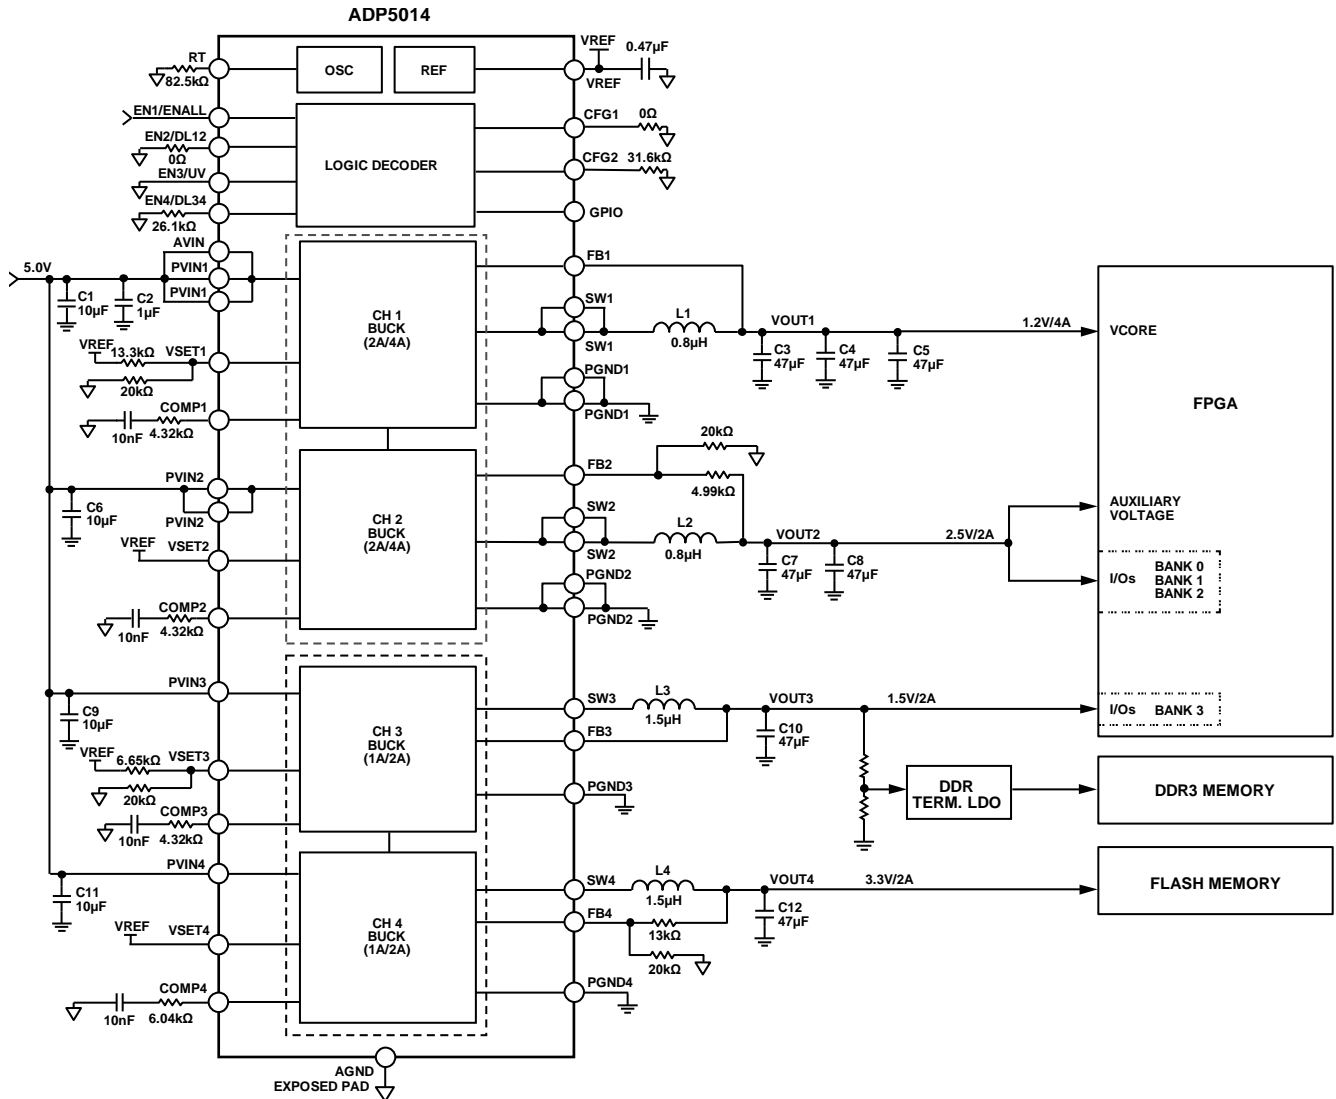 ADP5014
RT
82.5kΩ
OSC
REF
VREF
0.47µF
VREF
EN1/ENALL
EN2/DL12
0Ω
EN3/UV
EN4/DL34
26.1kΩ
LOGIC DECODER
CFG1
0Ω
CFG2
31.6kΩ
GPIO
5.0V
AVIN
PVIN1
PVIN1
C1
10µF
C2
1µF
VREF
13.3kΩ
VSET1
20kΩ
COMP1
10nF
4.32kΩ
CH 1
BUCK
(2A/4A)
FB1
SW1
SW1
L1
0.8µH
VOUT1
1.2V/4A
C3
47µF
C4
47µF
C5
47µF
PGND1
PGND1
VCORE
FPGA
PVIN2
PVIN2
C6
10µF
VREF
VSET2
COMP2
10nF
4.32kΩ
CH 2
BUCK
(2A/4A)
FB2
20kΩ
4.99kΩ
SW2
SW2
L2
0.8µH
VOUT2
2.5V/2A
C7
47µF
C8
47µF
PGND2
PGND2
AUXILIARY
VOLTAGE
I/Os
BANK 0
BANK 1
BANK 2
PVIN3
C9
10µF
VREF
6.65kΩ
VSET3
20kΩ
COMP3
10nF
4.32kΩ
CH 3
BUCK
(1A/2A)
SW3
L3
1.5µH
FB3
VOUT3
1.5V/2A
C10
47µF
PGND3
I/Os
BANK 3
DDR
TERM. LDO
DDR3 MEMORY
PVIN4
C11
10µF
VREF
VSET4
COMP4
10nF
6.04kΩ
CH 4
BUCK
(1A/2A)
SW4
L4
1.5µH
FB4
13kΩ
20kΩ
VOUT4
3.3V/2A
C12
47µF
PGND4
FLASH MEMORY
AGND
EXPOSED PAD